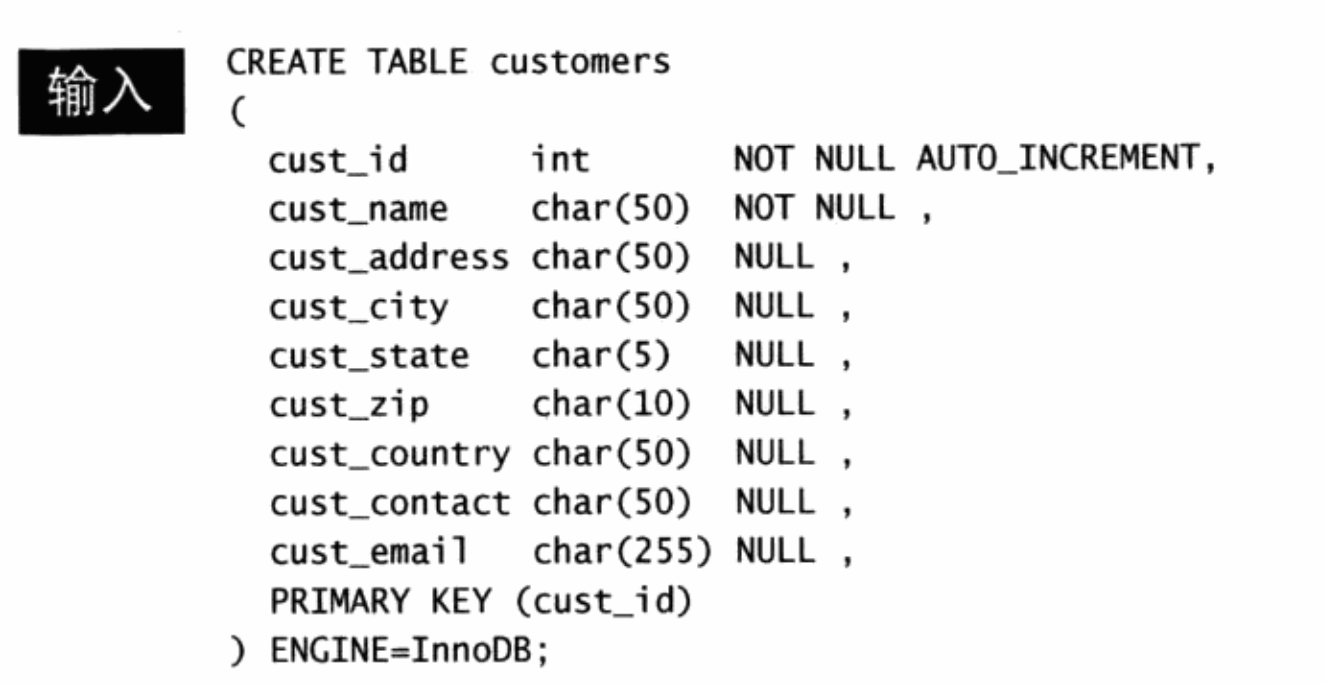 输入
CREATE TABLE customers
(
  cust_id      int       NOT NULL AUTO_INCREMENT,
  cust_name    char(50)  NOT NULL ,
  cust_address char(50)  NULL ,
  cust_city    char(50)  NULL ,
  cust_state   char(5)   NULL ,
  cust_zip     char(10)  NULL ,
  cust_country char(50)  NULL ,
  cust_contact char(50)  NULL ,
  cust_email   char(255) NULL ,
  PRIMARY KEY (cust_id)
) ENGINE=InnoDB;